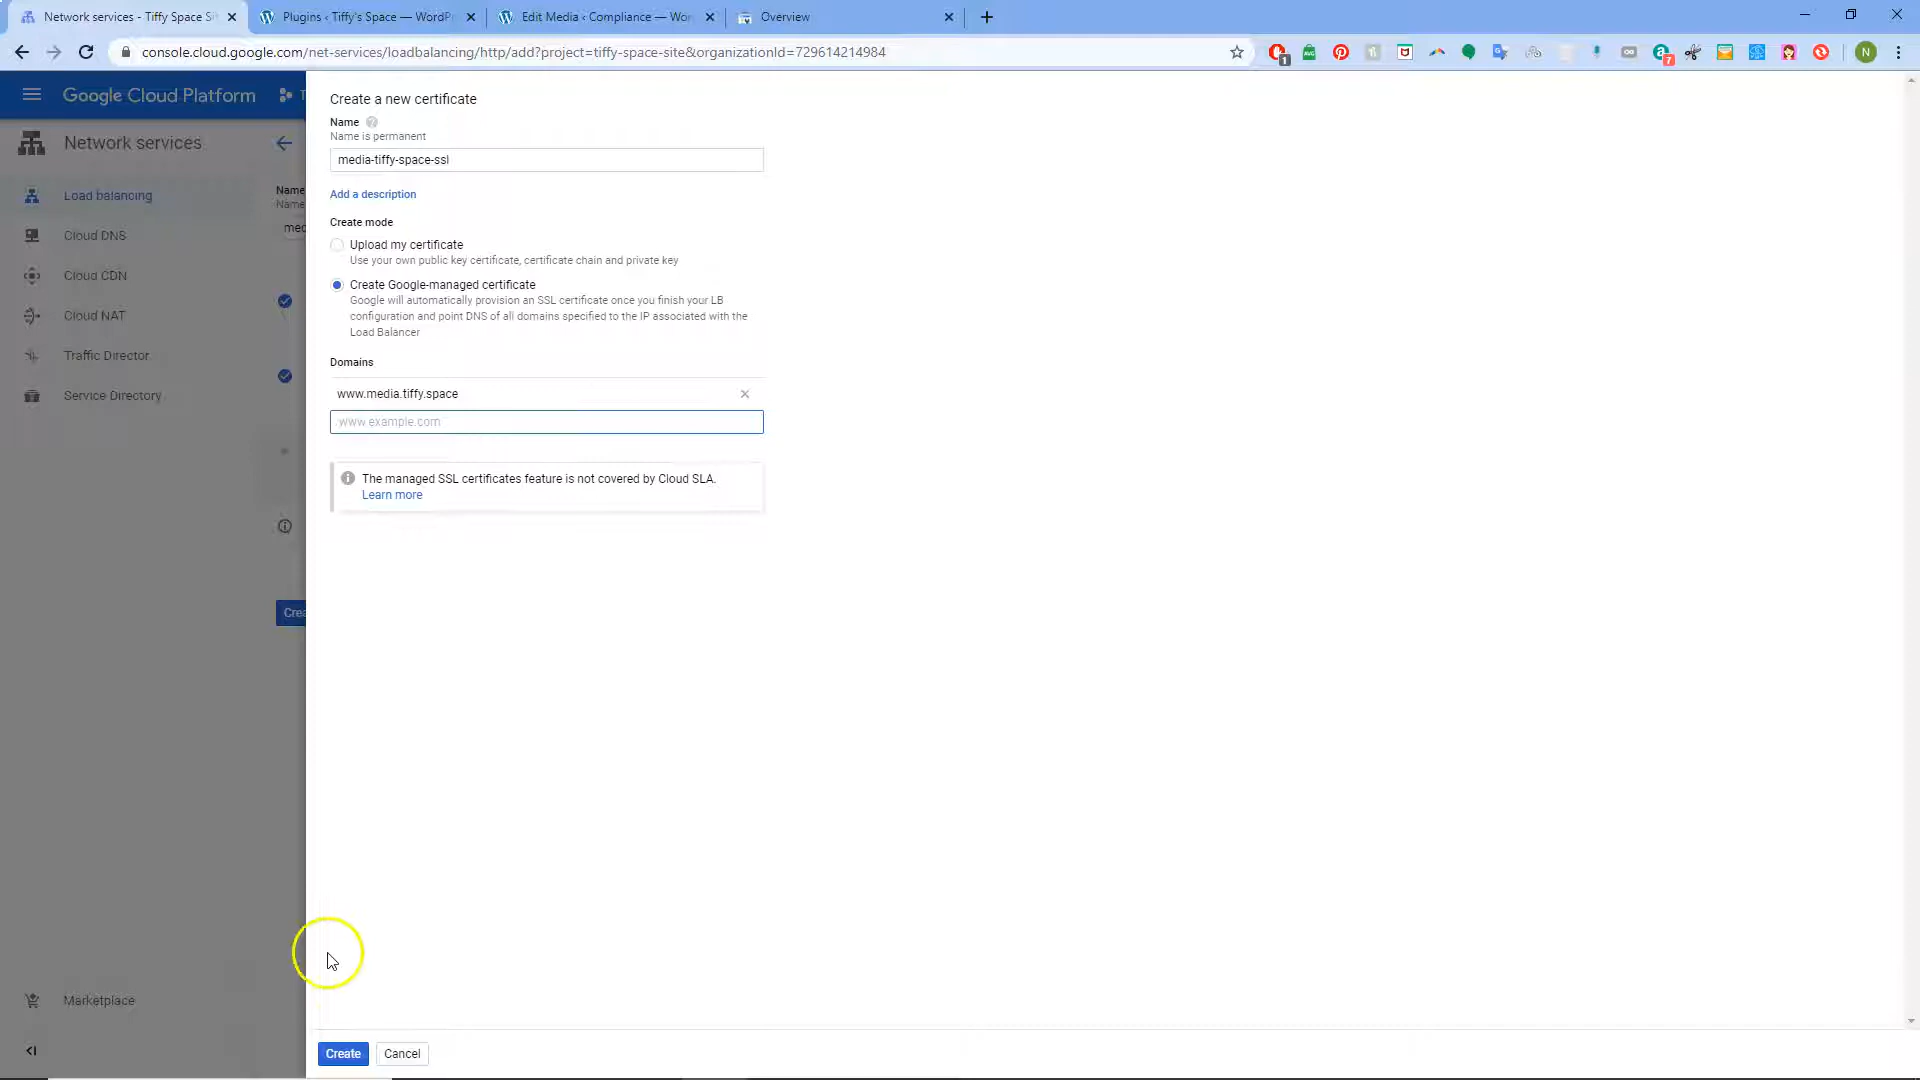 Network services - Tiffy Space Si
Plugins ‹ Tiffy's Space — WordP
Edit Media ‹ Compliance — Wor
Overview
console.cloud.google.com/net-services/loadbalancing/http/add?project=tiffy-space-site&organizationId=729614214984
1
7
N
Google Cloud Platform
T
Network services
Load balancing
Cloud DNS
Cloud CDN
Cloud NAT
Traffic Director
Service Directory
Marketplace
Name
Name
med
Crea
Create a new certificate
Name
Name is permanent
media-tiffy-space-ssl
Add a description
Create mode
Upload my certificate
Use your own public key certificate, certificate chain and private key
Create Google-managed certificate
Google will automatically provision an SSL certificate once you finish your LB
configuration and point DNS of all domains specified to the IP associated with the
Load Balancer
Domains
www.media.tiffy.space
www.example.com
The managed SSL certificates feature is not covered by Cloud SLA.
Learn more
Create
Cancel